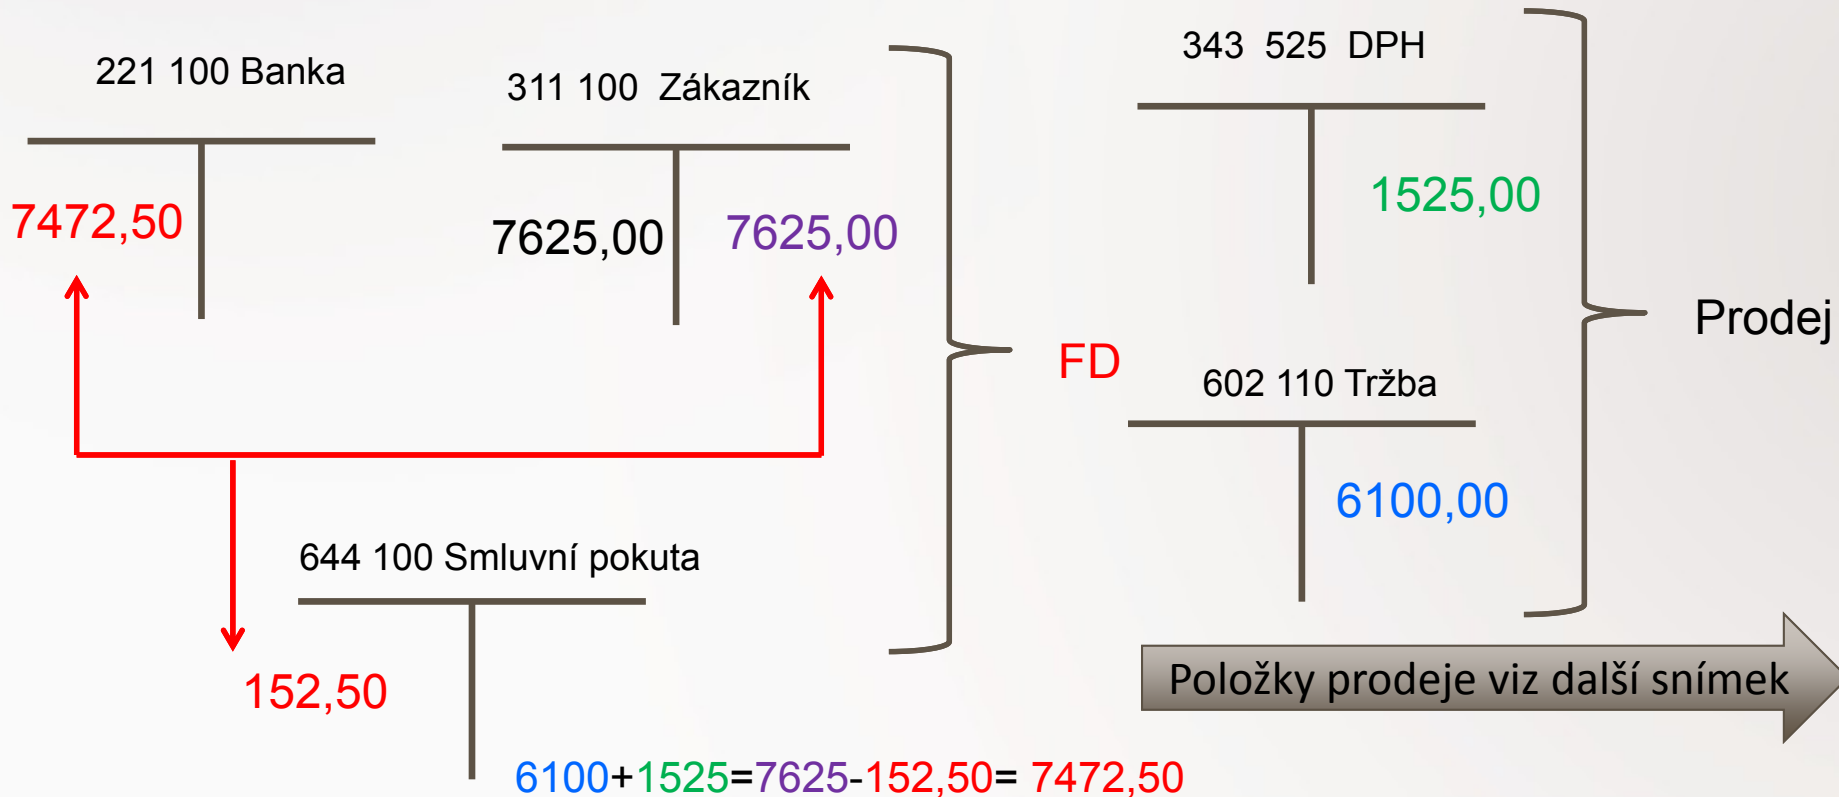 221 100 Banka
7472,50
311 100 Zákazník
7625,00 7625,00
644 100 Smluvní pokuta
152,50
FD
343 525 DPH
1525,00
602 110 Tržba
6100,00
Prodej
Položky prodeje viz další snímek
6100+1525=7625-152,50= 7472,50